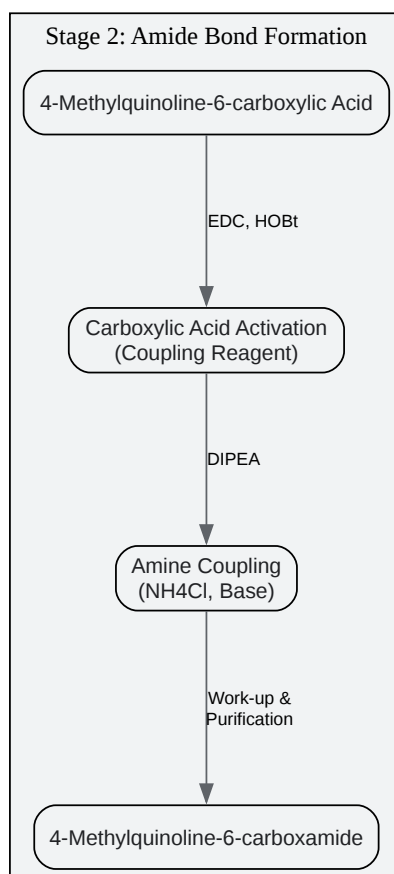 Stage 2: Amide Bond Formation
4-Methylquinoline-6-carboxylic Acid
EDC, HOBt
Carboxylic Acid Activation
(Coupling Reagent)
DIPEA
Amine Coupling
(NH4Cl, Base)
Work-up &
Purification
4-Methylquinoline-6-carboxamide